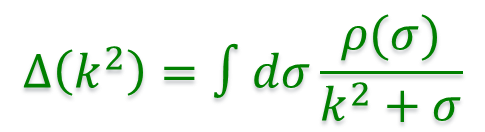 Δ(k²) = ∫ dσ ρ(σ) / (k² + σ)